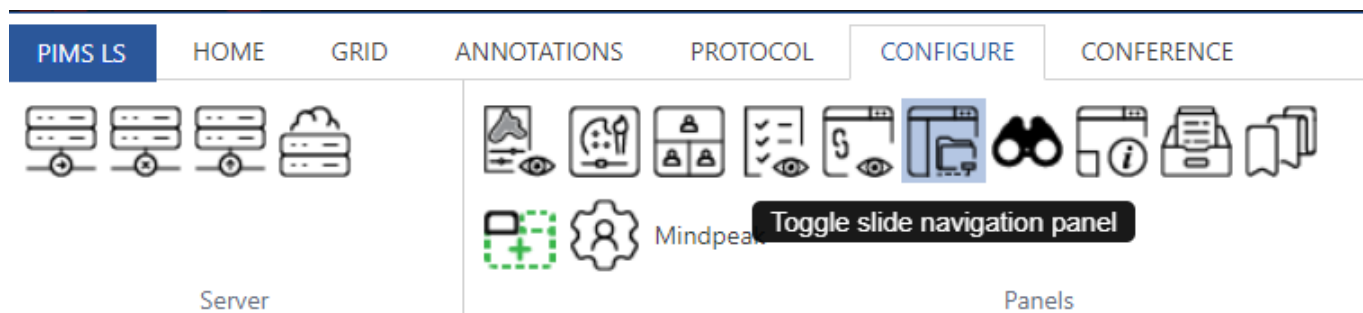 PIMS LS HOME GRID ANNOTATIONS PROTOCOL CONFIGURE CONFERENCE
Mindpeak
Toggle slide navigation panel
Server Panels